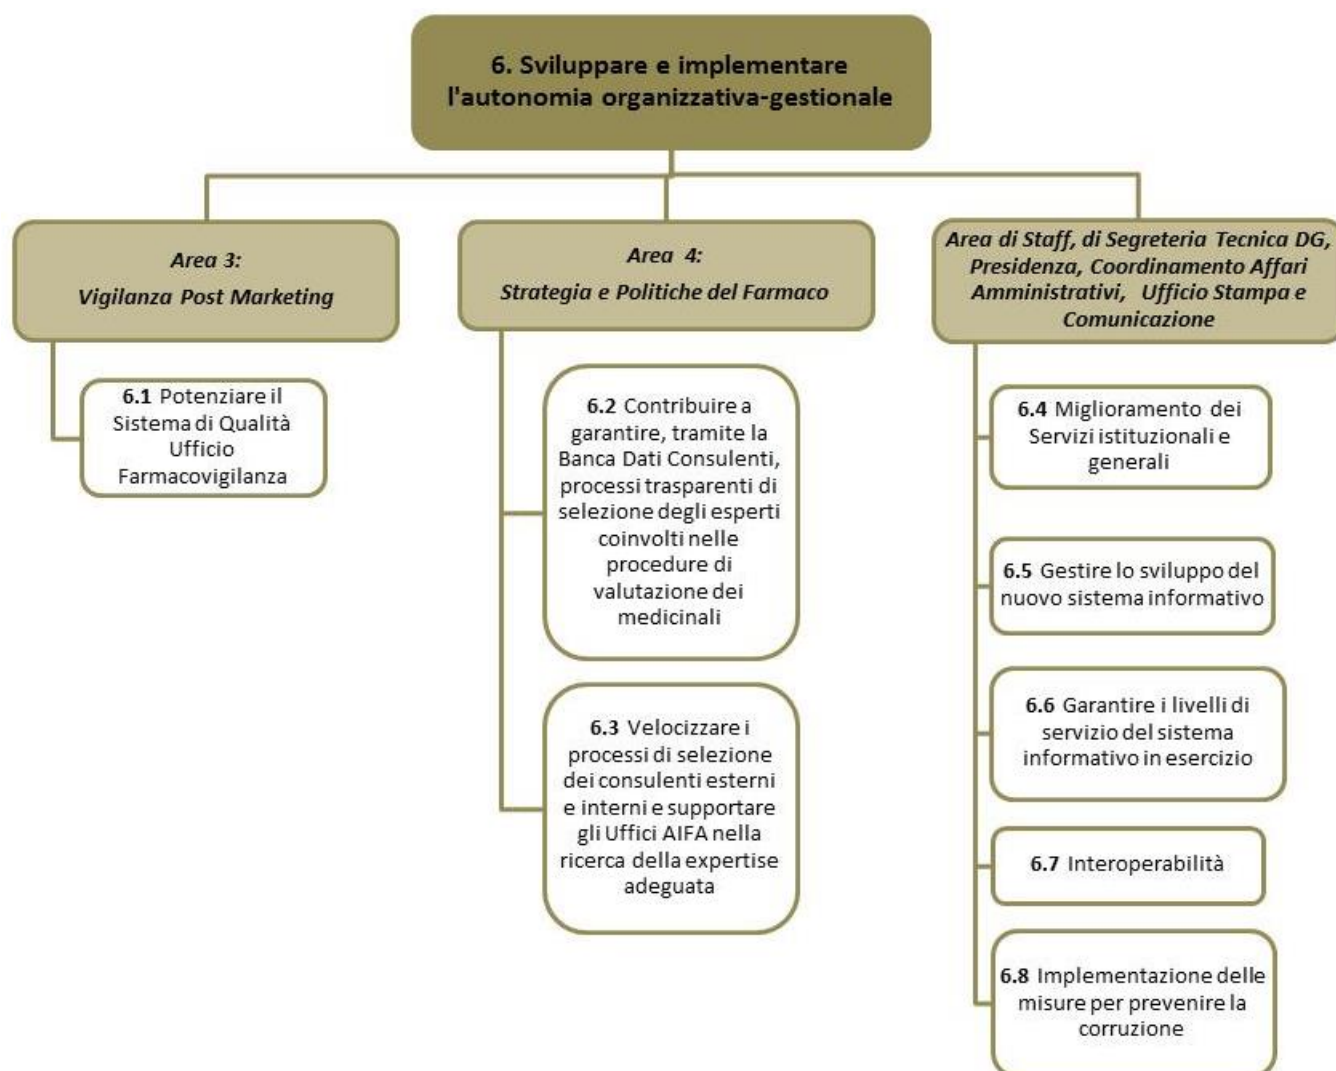 6. Sviluppare e implementare
l'autonomia organizzativa-gestionale
Area 3:
Vigilanza Post Marketing
6.1 Potenziare il
Sistema di Qualità
Ufficio
Farmacovigilanza
Area 4:
Strategia e Politiche del Farmaco
6.2 Contribuire a
garantire, tramite la
Banca Dati Consulenti,
processi trasparenti di
selezione degli esperti
coinvolti nelle
procedure di
valutazione dei
medicinali
6.3 Velocizzare i
processi di selezione
dei consulenti esterni
e interni e supportare
gli Uffici AIFA nella
ricerca della expertise
adeguata
Area di Staff, di Segreteria Tecnica DG,
Presidenza, Coordinamento Affari
Amministrativi, Ufficio Stampa e
Comunicazione
6.4 Miglioramento dei
Servizi istituzionali e
generali
6.5 Gestire lo sviluppo del
nuovo sistema informativo
6.6 Garantire i livelli di
servizio del sistema
informativo in esercizio
6.7 Interoperabilità
6.8 Implementazione delle
misure per prevenire la
corruzione